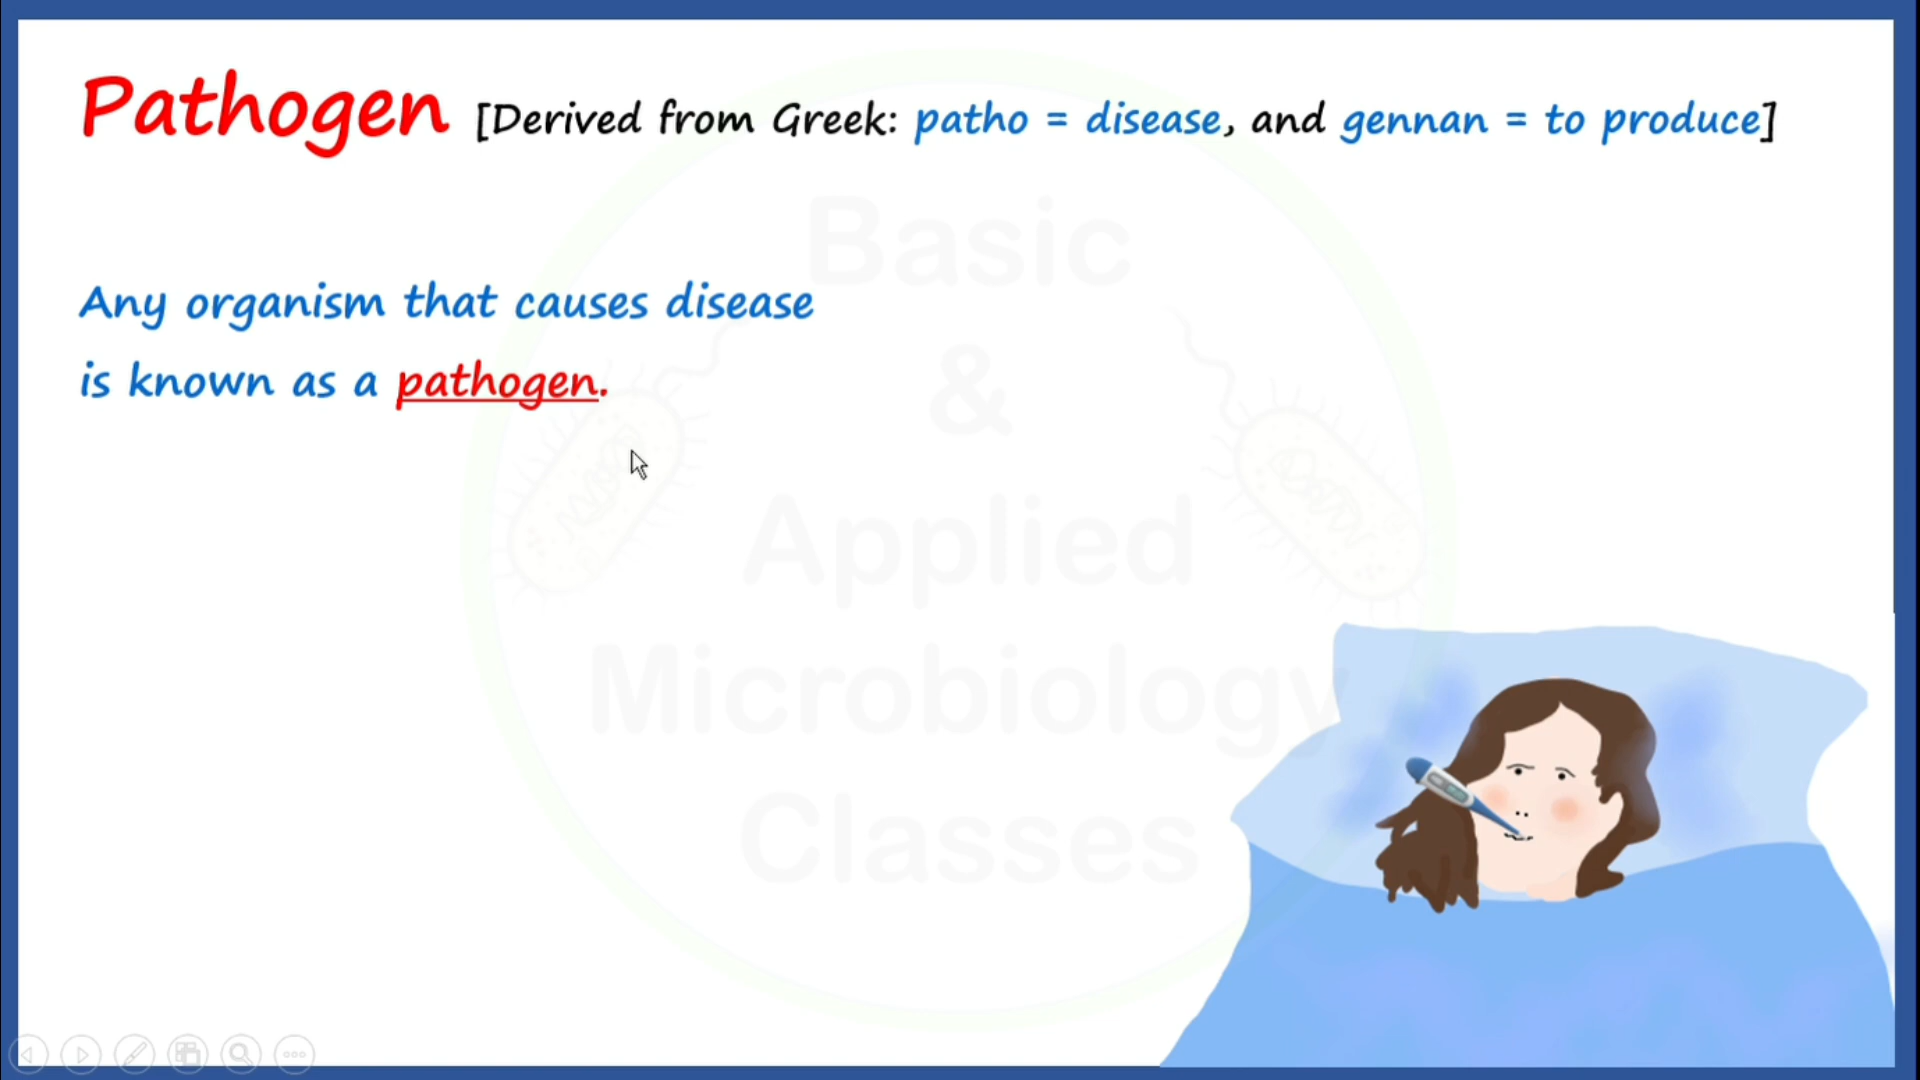 Pathogen [Derived from Greek: patho = disease, and gennan = to produce]
Any organism that causes disease
is known as a pathogen.
Basic
&
Applied
Microbiology
Classes